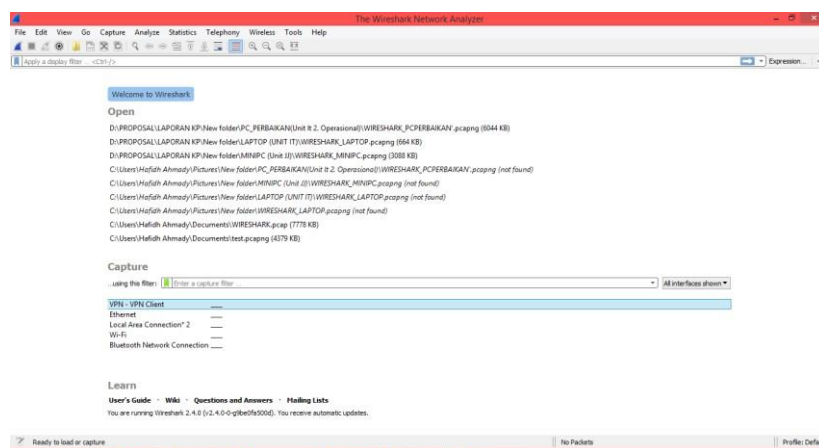 The Wireshark Network Analyzer
File Edit View Go Capture Analyze Statistics Telephony Wireless Tools Help
Apply a display filter ... <Ctrl-/>
Expression...
Welcome to Wireshark
Open
D:\PROPOSAL\LAPORAN KP\New folder\PC_PERBAIKAN(Unit It 2. Operasional)\WIRESHARK_PCPERBAIKAN'.pcapng (6044 KB)
D:\PROPOSAL\LAPORAN KP\New folder\LAPTOP (UNIT IT)\WIRESHARK_LAPTOP.pcapng (664 KB)
D:\PROPOSAL\LAPORAN KP\New folder\MINIPC (Unit JJ)\WIRESHARK_MINIPC.pcapng (3088 KB)
C:\Users\Hafidh Ahmady\Pictures\New folder\PC_PERBAIKAN(Unit It 2. Operasional)\WIRESHARK_PCPERBAIKAN'.pcapng (not found)
C:\Users\Hafidh Ahmady\Pictures\New folder\MINIPC (Unit JJ)\WIRESHARK_MINIPC.pcapng (not found)
C:\Users\Hafidh Ahmady\Pictures\New folder\LAPTOP (UNIT IT)\WIRESHARK_LAPTOP.pcapng (not found)
C:\Users\Hafidh Ahmady\Pictures\New folder\WIRESHARK_LAPTOP.pcapng (not found)
C:\Users\Hafidh Ahmady\Documents\WIRESHARK.pcap (7778 KB)
C:\Users\Hafidh Ahmady\Documents\test.pcapng (4379 KB)
Capture
...using this filter: Enter a capture filter ...
All interfaces shown
VPN - VPN Client
Ethernet
Local Area Connection* 2
Wi-Fi
Bluetooth Network Connection
Learn
User's Guide · Wiki · Questions and Answers · Mailing Lists
You are running Wireshark 2.4.0 (v2.4.0-0-g9be0fa500d). You receive automatic updates.
Ready to load or capture
No Packets
Profile: Defa